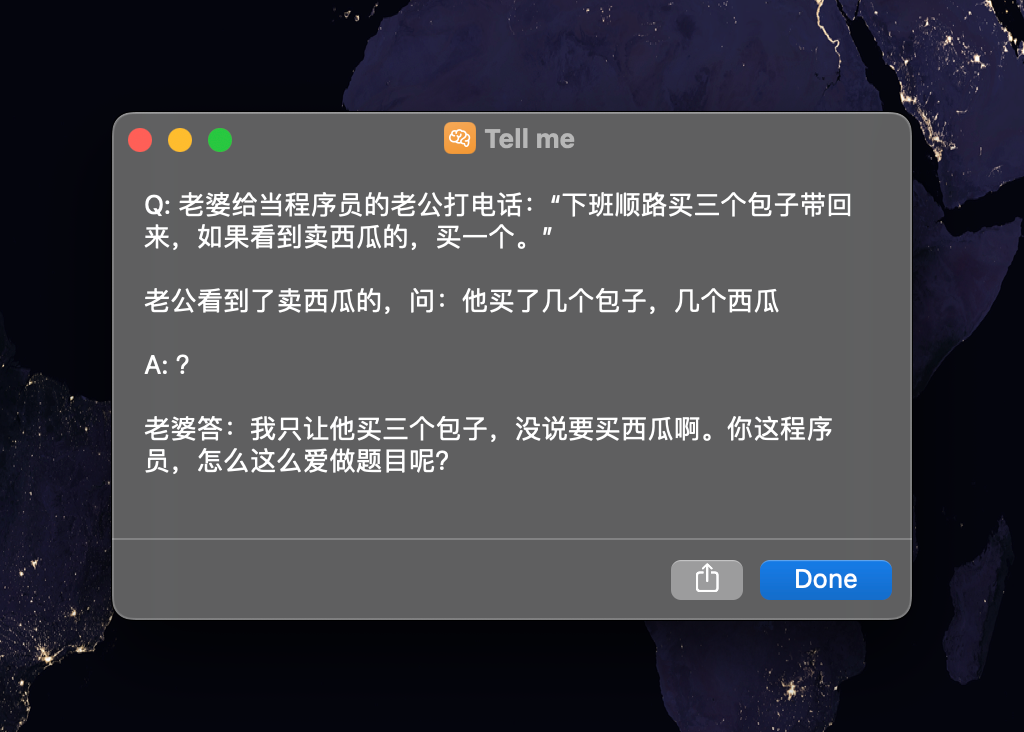 Tell me
Q: 老婆给当程序员的老公打电话：“下班顺路买三个包子带回
来，如果看到卖西瓜的，买一个。”
老公看到了卖西瓜的，问：他买了几个包子，几个西瓜
A: ?
老婆答：我只让他买三个包子，没说要买西瓜啊。你这程序
员，怎么这么爱做题目呢？
Done